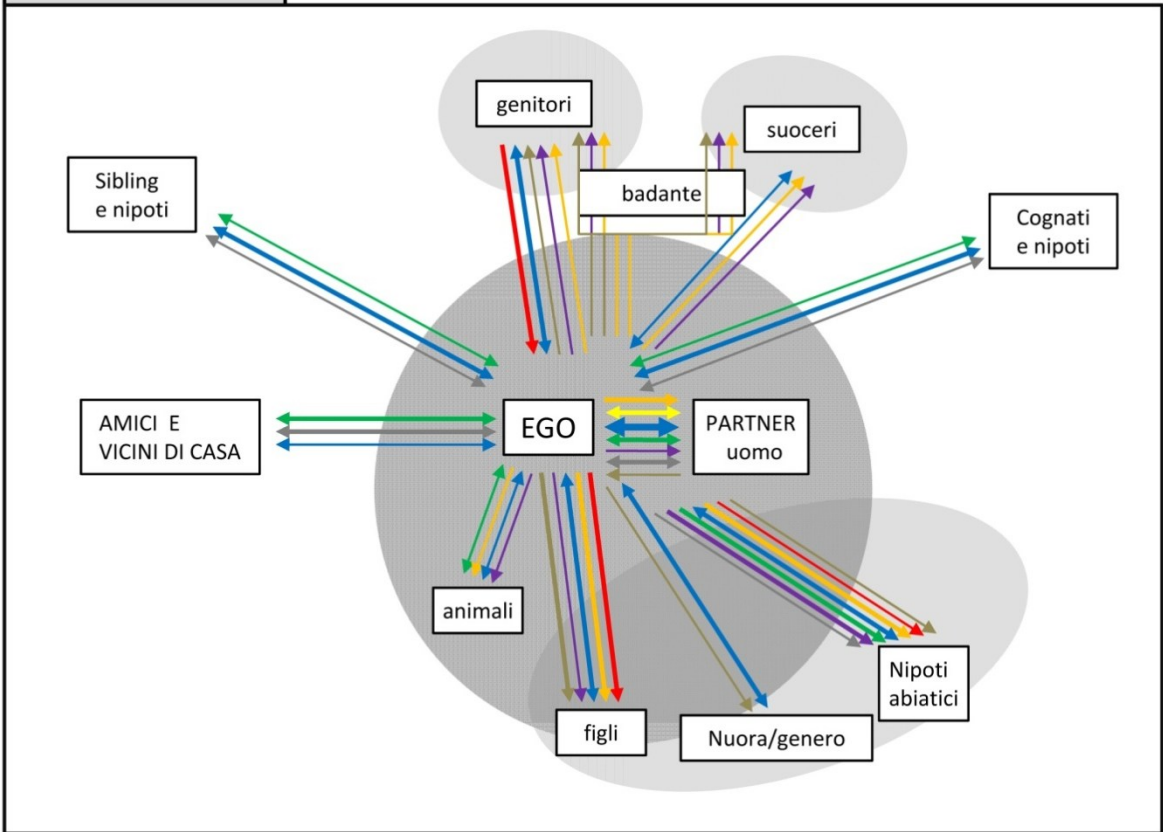 genitori
suoceri
Sibling
e nipoti
badante
Cognati
e nipoti
AMICI E
VICINI DI CASA
EGO
PARTNER
uomo
animali
Nipoti
abiatici
figli
Nuora/genero